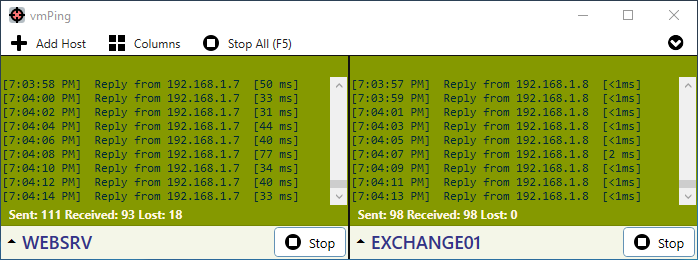 vmPing
Add Host Columns Stop All (F5)
[7:03:58 PM] Reply from 192.168.1.7 [50 ms]
[7:04:00 PM] Reply from 192.168.1.7 [33 ms]
[7:04:02 PM] Reply from 192.168.1.7 [31 ms]
[7:04:04 PM] Reply from 192.168.1.7 [44 ms]
[7:04:06 PM] Reply from 192.168.1.7 [40 ms]
[7:04:08 PM] Reply from 192.168.1.7 [77 ms]
[7:04:10 PM] Reply from 192.168.1.7 [34 ms]
[7:04:12 PM] Reply from 192.168.1.7 [40 ms]
[7:04:14 PM] Reply from 192.168.1.7 [33 ms]
Sent: 111 Received: 93 Lost: 18
WEBSRV Stop
[7:03:57 PM] Reply from 192.168.1.8 [<1ms]
[7:03:59 PM] Reply from 192.168.1.8 [<1ms]
[7:04:01 PM] Reply from 192.168.1.8 [<1ms]
[7:04:03 PM] Reply from 192.168.1.8 [<1ms]
[7:04:05 PM] Reply from 192.168.1.8 [<1ms]
[7:04:07 PM] Reply from 192.168.1.8 [2 ms]
[7:04:09 PM] Reply from 192.168.1.8 [<1ms]
[7:04:11 PM] Reply from 192.168.1.8 [<1ms]
[7:04:13 PM] Reply from 192.168.1.8 [<1ms]
Sent: 98 Received: 98 Lost: 0
EXCHANGE01 Stop